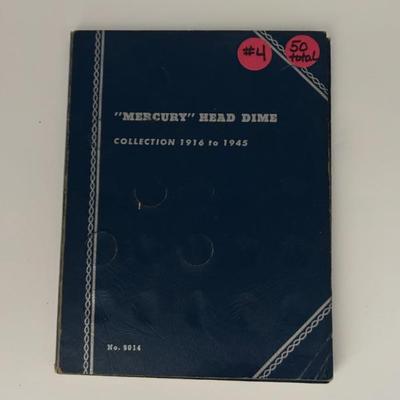 #4
50
total
"MERCURY" HEAD DIME
COLLECTION 1916 to 1945
No. 9014